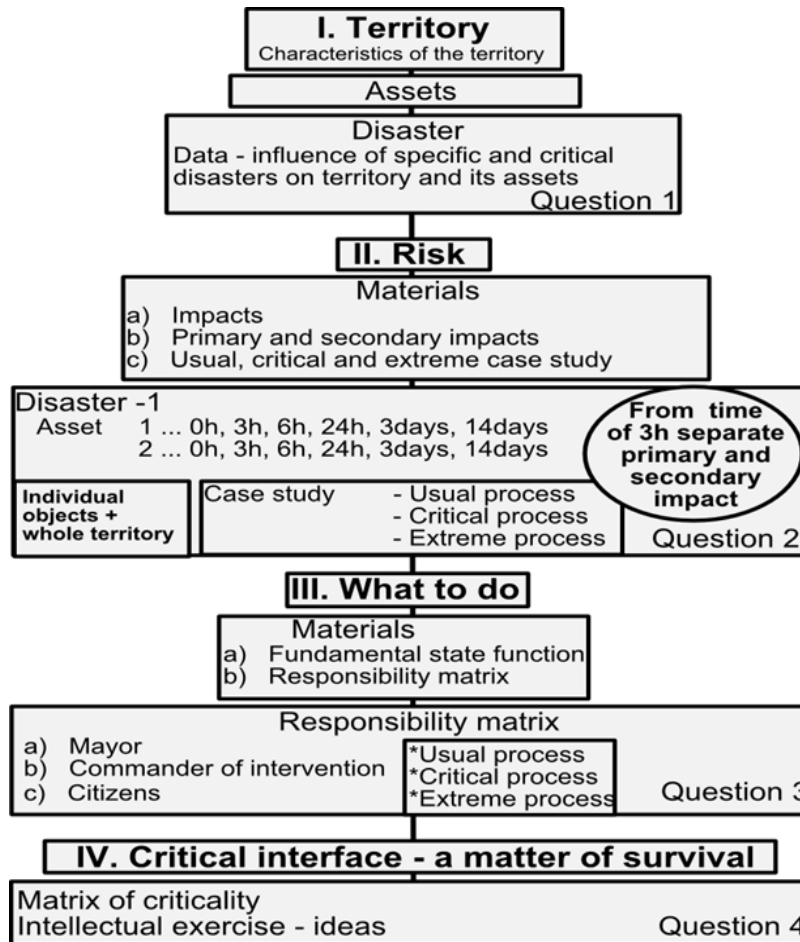 I. Territory
Characteristics of the territory
Assets
Disaster
Data - influence of specific and critical
disasters on territory and its assets
Question 1
II. Risk
Materials
a) Impacts
b) Primary and secondary impacts
c) Usual, critical and extreme case study
Disaster -1
Asset 1 ... 0h, 3h, 6h, 24h, 3days, 14days
2 ... 0h, 3h, 6h, 24h, 3days, 14days
From time
of 3h separate
primary and
secondary
impact
Individual
objects +
whole territory
Case study - Usual process
- Critical process
- Extreme process
Question 2
III. What to do
Materials
a) Fundamental state function
b) Responsibility matrix
Responsibility matrix
a) Mayor
b) Commander of intervention
c) Citizens
*Usual process
*Critical process
*Extreme process
Question 3
IV. Critical interface - a matter of survival
Matrix of criticality
Intellectual exercise - ideas
Question 4